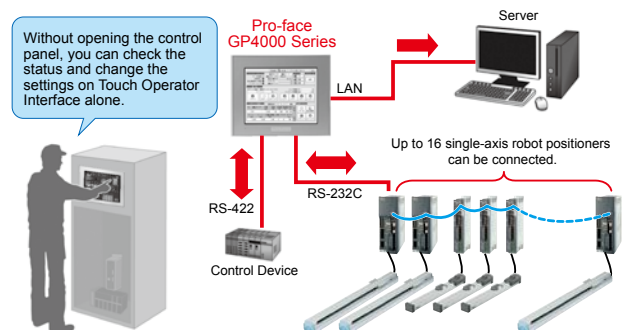 Without opening the control
panel, you can check the
status and change the
settings on Touch Operator
Interface alone.
Pro-face
GP4000 Series
Server
LAN
Up to 16 single-axis robot positioners
can be connected.
RS-422
RS-232C
Control Device